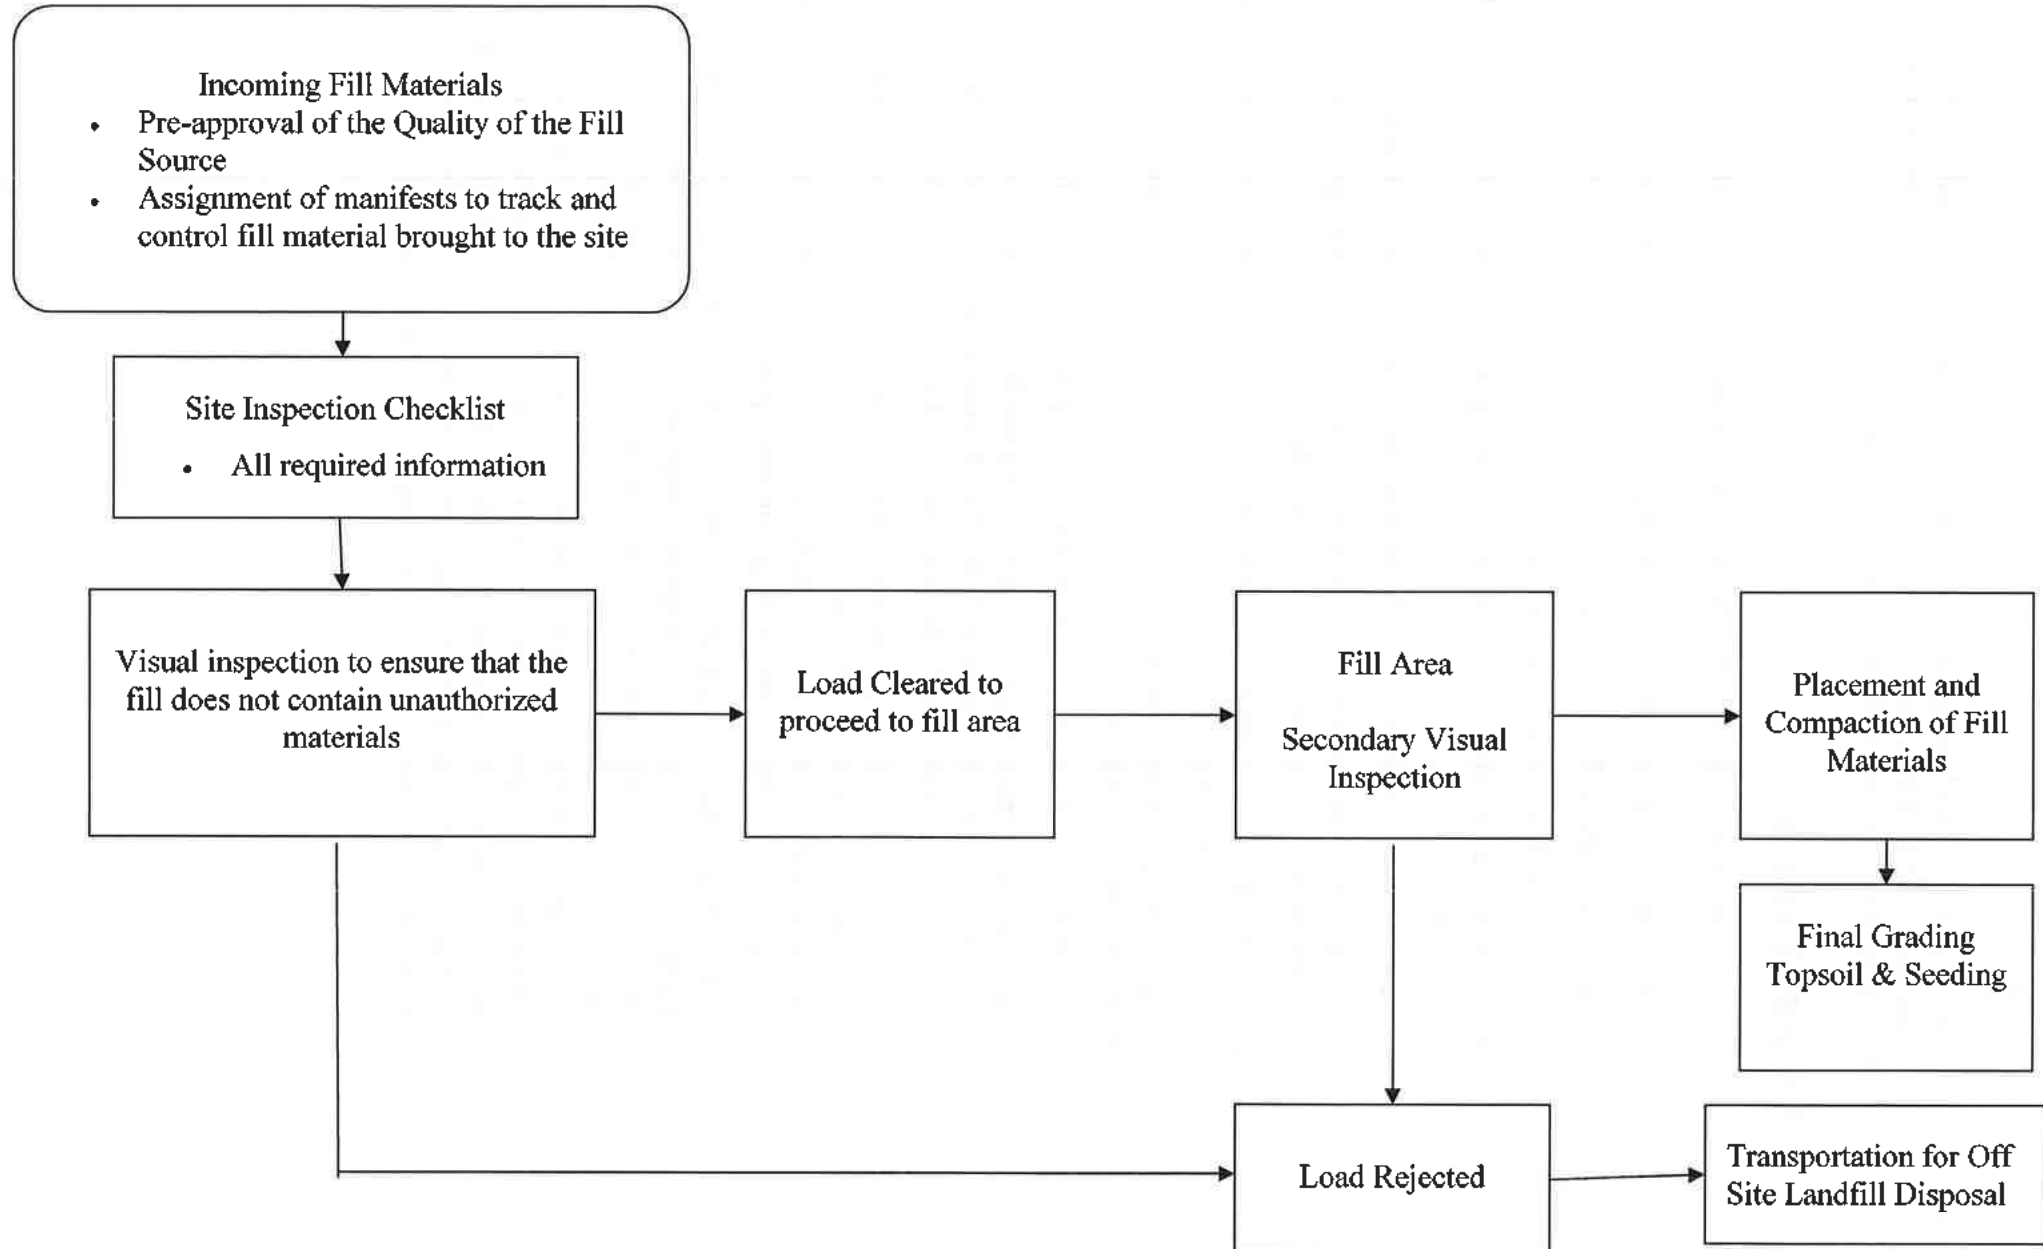 Incoming Fill Materials
• Pre-approval of the Quality of the Fill
Source
• Assignment of manifests to track and
control fill material brought to the site
Site Inspection Checklist
• All required information
Visual inspection to ensure that the
fill does not contain unauthorized
materials
Load Cleared to
proceed to fill area
Fill Area
Secondary Visual
Inspection
Placement and
Compaction of Fill
Materials
Final Grading
Topsoil & Seeding
Load Rejected
Transportation for Off
Site Landfill Disposal